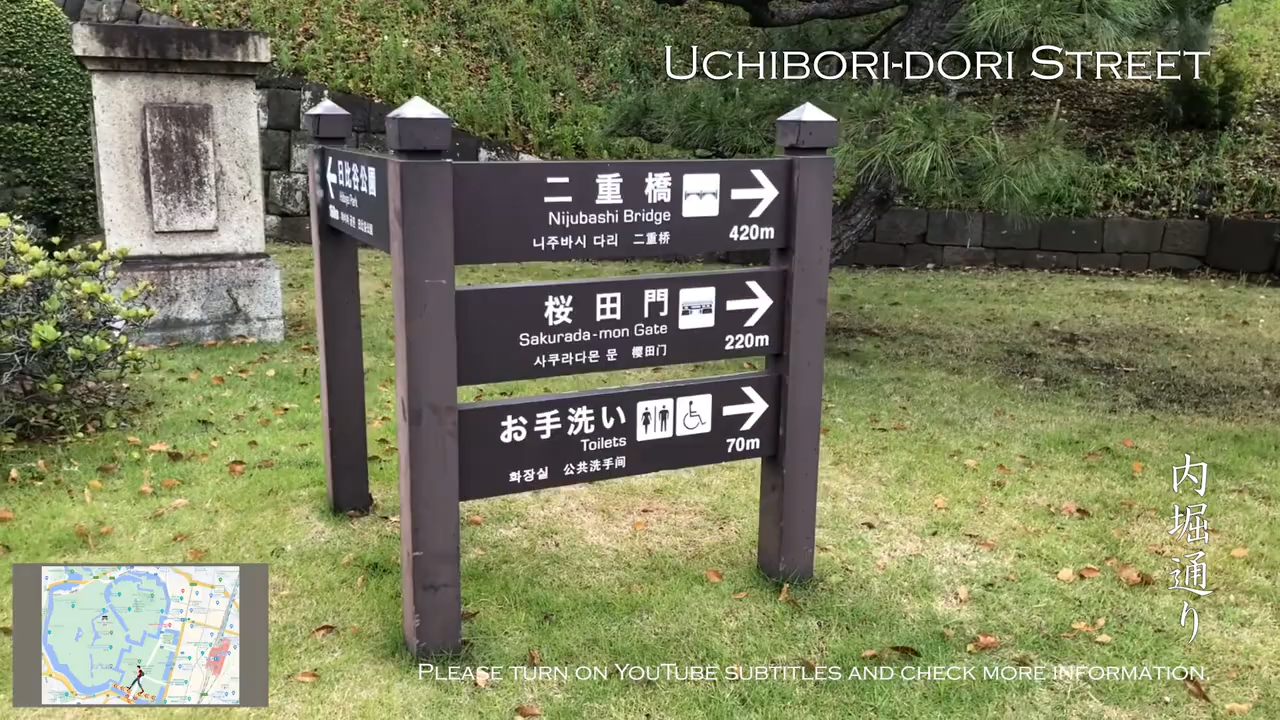 UCHIBORI-DORI STREET
日比谷公園
Hibiya Park
二重橋
Nijubashi Bridge
니주바시 다리 二重桥
420m
桜田門
Sakurada-mon Gate
사쿠라다몬 문 樱田门
220m
お手洗い
Toilets
화장실 公共洗手间
70m
内堀通り
PLEASE TURN ON YOUTUBE SUBTITLES AND CHECK MORE INFORMATION.